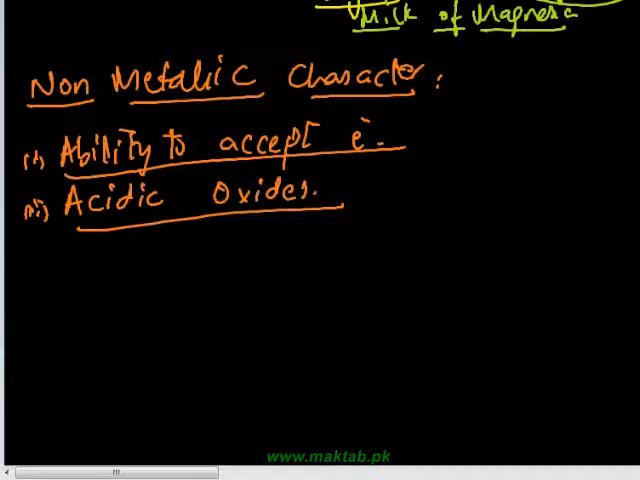 Milk of Magnesia
Non Metallic Character:
(i) Ability to accept e⁻.
(ii) Acidic Oxides.
www.maktab.pk